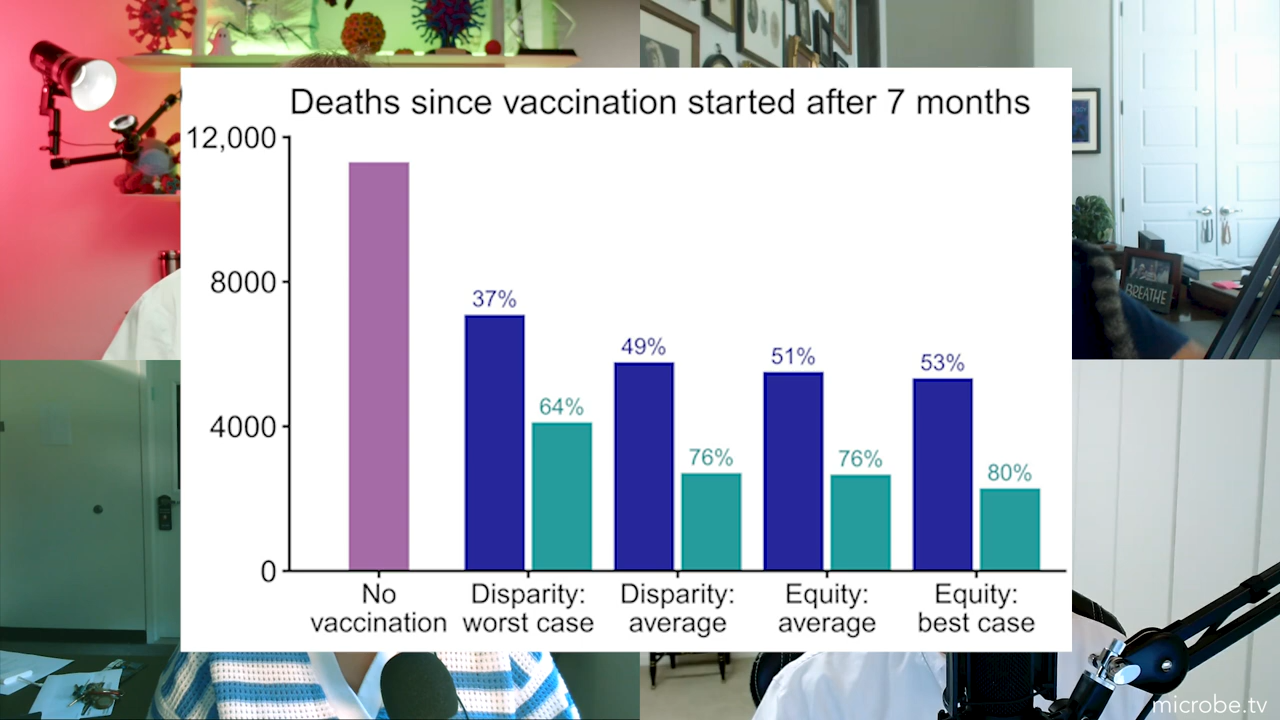 Deaths since vaccination started after 7 months
12,000
8000
4000
0
37%
64%
49%
76%
51%
76%
53%
80%
No
vaccination
Disparity:
worst case
Disparity:
average
Equity:
average
Equity:
best case
BREATHE
microbe.tv